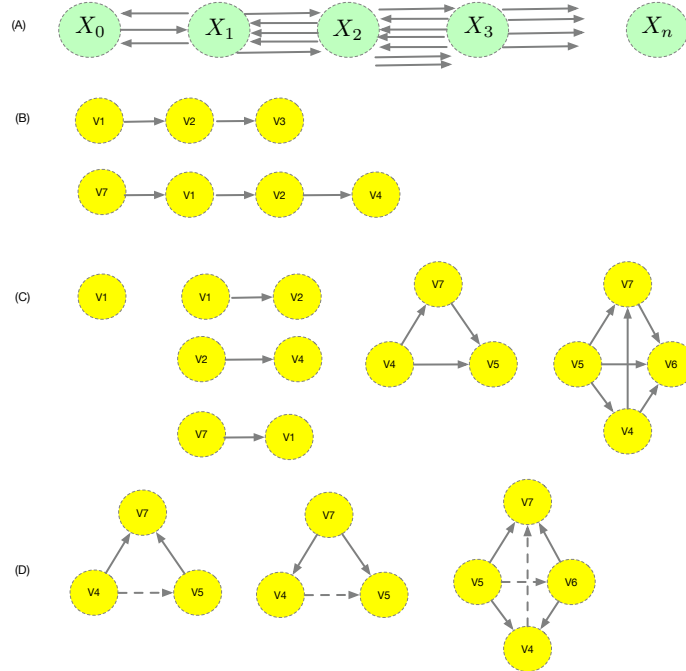 (A) X₀ X₁ X₂ X₃ Xₙ
(B)
V1 V2 V3
V7 V1 V2 V4
V7 V7
(C) V1 V1 V2
V2 V4 V4 V5 V5 V6
V4
V7 V1
V7
V7 V7
(D)
V4 V5 V4 V5 V5 V6
V4